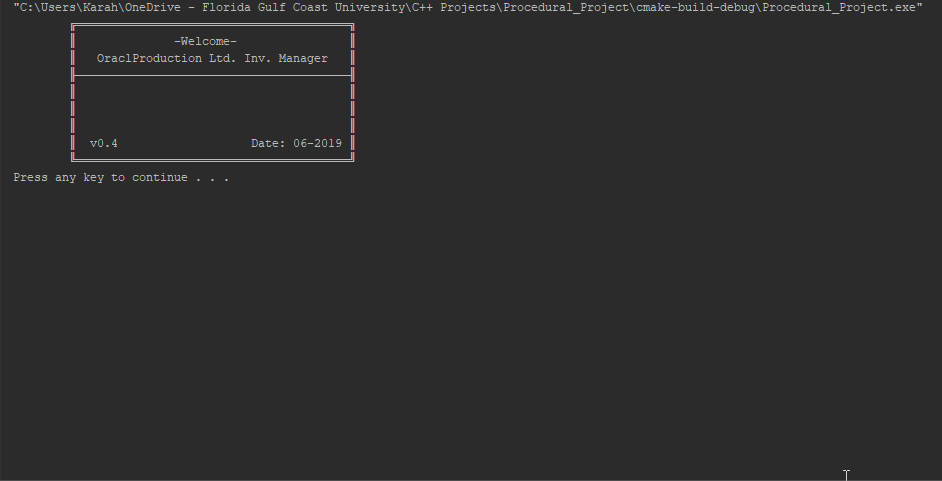 "C:\Users\Karah\OneDrive - Florida Gulf Coast University\C++ Projects\Procedural_Project\cmake-build-debug\Procedural_Project.exe"
-Welcome-
OraclProduction Ltd. Inv. Manager
v0.4 Date: 06-2019
Press any key to continue . . .